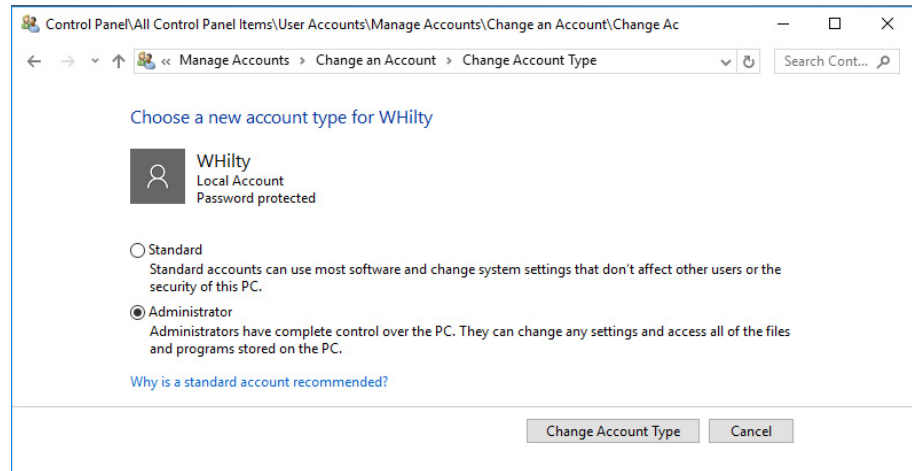 Control Panel\All Control Panel Items\User Accounts\Manage Accounts\Change an Account\Change Ac
« Manage Accounts › Change an Account › Change Account Type
Search Cont...
Choose a new account type for WHilty
WHilty
Local Account
Password protected
Standard
Standard accounts can use most software and change system settings that don't affect other users or the
security of this PC.
Administrator
Administrators have complete control over the PC. They can change any settings and access all of the files
and programs stored on the PC.
Why is a standard account recommended?
Change Account Type
Cancel